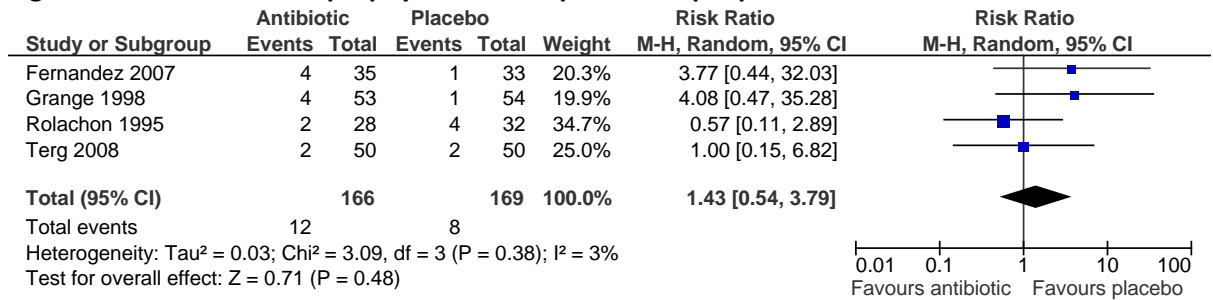 Antibiotic Placebo Risk Ratio Risk Ratio
Study or Subgroup Events Total Events Total Weight M-H, Random, 95% CI M-H, Random, 95% CI
Fernandez 2007 4 35 1 33 20.3% 3.77 [0.44, 32.03]
Grange 1998 4 53 1 54 19.9% 4.08 [0.47, 35.28]
Rolachon 1995 2 28 4 32 34.7% 0.57 [0.11, 2.89]
Terg 2008 2 50 2 50 25.0% 1.00 [0.15, 6.82]
Total (95% CI) 166 169 100.0% 1.43 [0.54, 3.79]
Total events 12 8
Heterogeneity: Tau² = 0.03; Chi² = 3.09, df = 3 (P = 0.38); I² = 3%
Test for overall effect: Z = 0.71 (P = 0.48)
0.01 0.1 1 10 100
Favours antibiotic Favours placebo